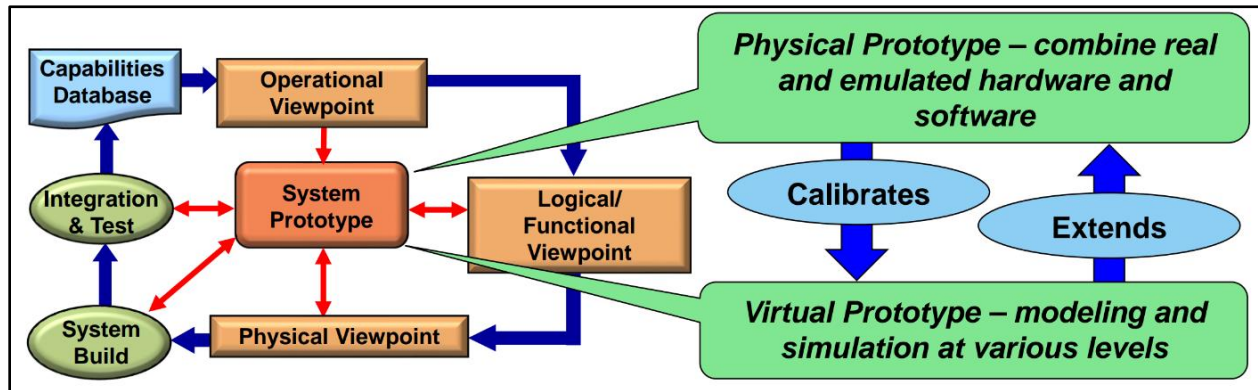 Capabilities
Database
Operational
Viewpoint
Integration
& Test
System
Prototype
Logical/
Functional
Viewpoint
System
Build
Physical Viewpoint
Physical Prototype – combine real
and emulated hardware and
software
Calibrates
Extends
Virtual Prototype – modeling and
simulation at various levels